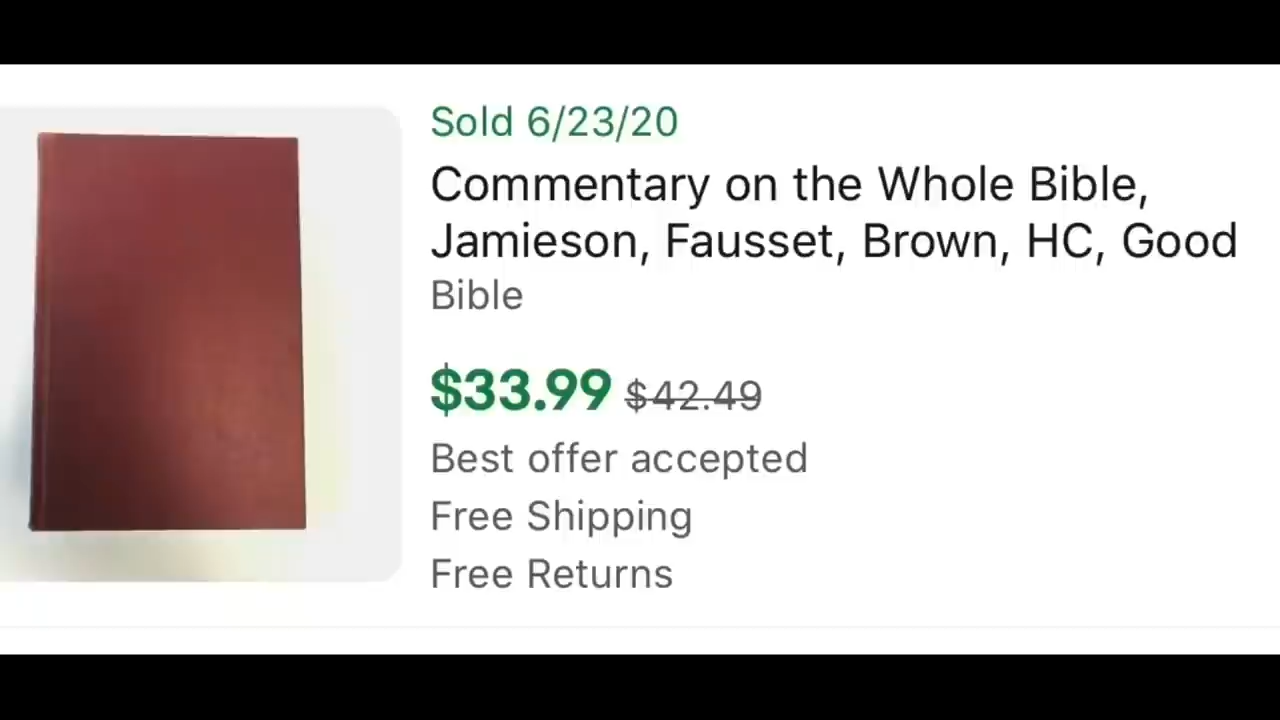 Sold 6/23/20
Commentary on the Whole Bible,
Jamieson, Fausset, Brown, HC, Good
Bible
$33.99 $42.49
Best offer accepted
Free Shipping
Free Returns